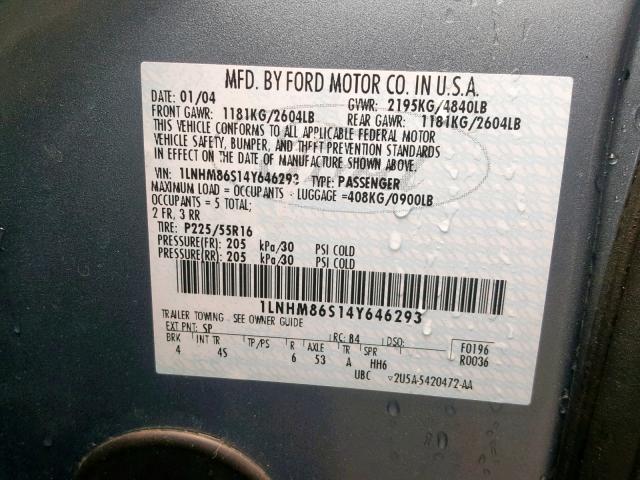 MFD. BY FORD MOTOR CO. IN U.S.A.
DATE: 01/04 GVWR: 2195KG/4840LB
FRONT GAWR: 1181KG/2604LB REAR GAWR: 1181KG/2604LB
THIS VEHICLE CONFORMS TO ALL APPLICABLE FEDERAL MOTOR
VEHICLE SAFETY, BUMPER, AND THEFT PREVENTION STANDARDS
IN EFFECT ON THE DATE OF MANUFACTURE SHOWN ABOVE.
VIN: 1LNHM86S14Y646293 TYPE: PASSENGER
MAXIMUM LOAD = OCCUPANTS + LUGGAGE =408KG/0900LB
OCCUPANTS = 5 TOTAL;
2 FR, 3 RR
TIRE: P225/55R16
PRESSURE(FR): 205 kPa/30 PSI COLD
PRESSURE(RR): 205 kPa/30 PSI COLD
1LNHM86S14Y646293
TRAILER TOWING - SEE OWNER GUIDE
EXT PNT: SP RC: B4 DSO: F0196
BRK INT TR TP/PS R AXLE TR SPR R0036
4 4S 6 53 A HH6
UBC 2U5A-5420472-AA